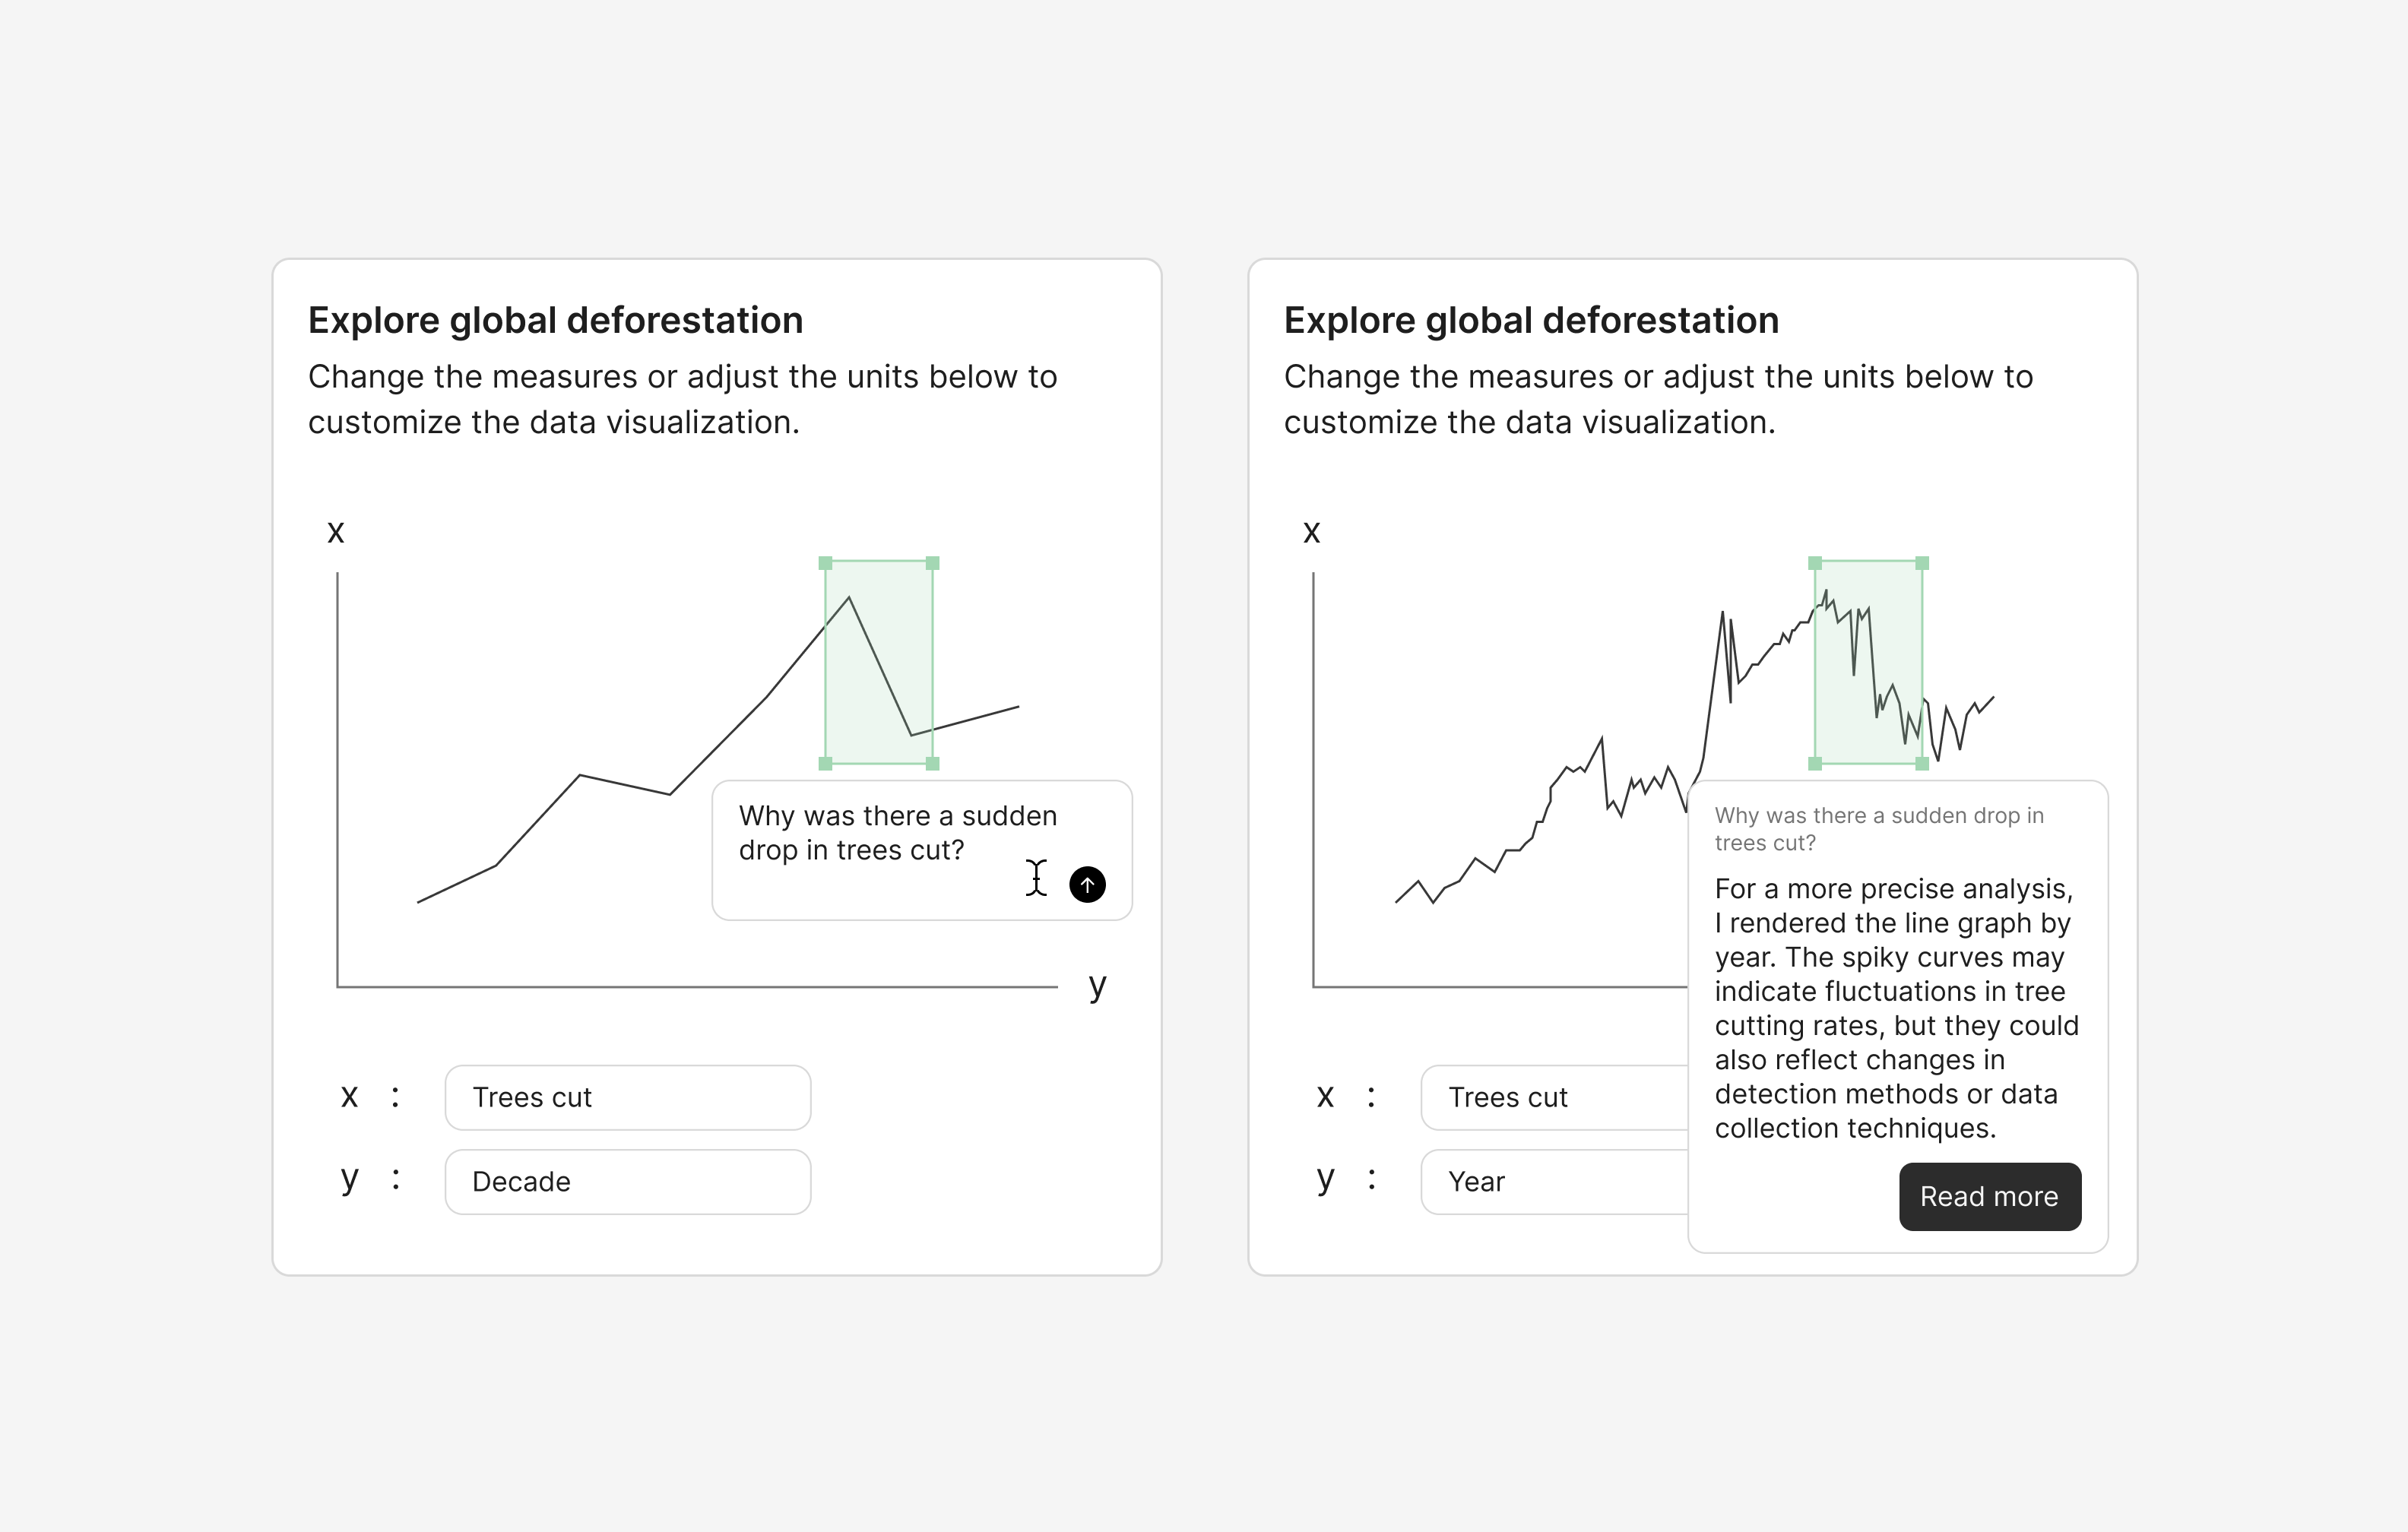 Explore global deforestation
Change the measures or adjust the units below to
customize the data visualization.
x
Why was there a sudden
drop in trees cut?
y
x : Trees cut
y : Decade
Explore global deforestation
Change the measures or adjust the units below to
customize the data visualization.
x
Why was there a sudden drop in
trees cut?
For a more precise analysis,
I rendered the line graph by
year. The spiky curves may
indicate fluctuations in tree
cutting rates, but they could
also reflect changes in
detection methods or data
collection techniques.
Read more
x : Trees cut
y : Year